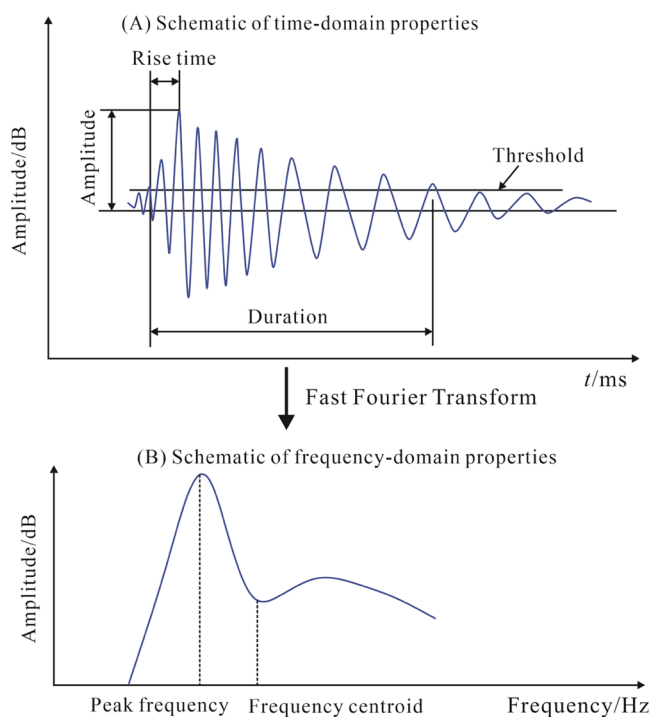 (A) Schematic of time-domain properties
Rise time
Amplitude/dB
Amplitude
Threshold
Duration
t/ms
Fast Fourier Transform
(B) Schematic of frequency-domain properties
Amplitude/dB
Peak frequency
Frequency centroid
Frequency/Hz